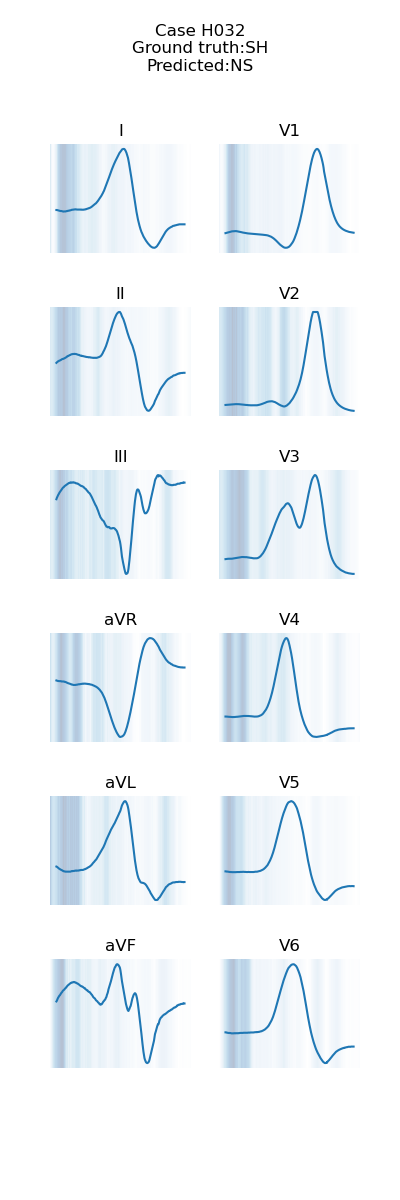 Case H032
Ground truth:SH
Predicted:NS
I
V1
II
V2
III
V3
aVR
V4
aVL
V5
aVF
V6